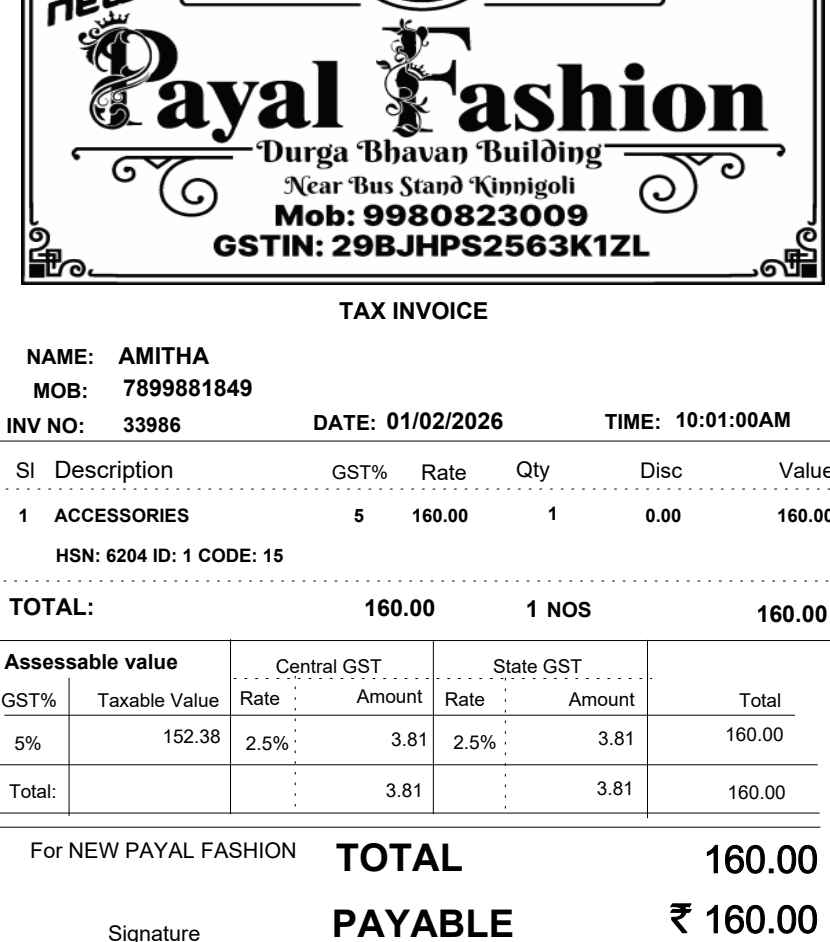 new
Payal Fashion
Durga Bhavan Building
Near Bus Stand Kinnigoli
Mob: 9980823009
GSTIN: 29BJHPS2563K1ZL
TAX INVOICE
NAME: AMITHA
MOB: 7899881849
INV NO: 33986 DATE: 01/02/2026 TIME: 10:01:00AM
Sl Description GST% Rate Qty Disc Value
1 ACCESSORIES 5 160.00 1 0.00 160.00
HSN: 6204 ID: 1 CODE: 15
TOTAL: 160.00 1 NOS 160.00
Assessable value Central GST State GST
GST% Taxable Value Rate Amount Rate Amount Total
5% 152.38 2.5% 3.81 2.5% 3.81 160.00
Total: 3.81 3.81 160.00
For NEW PAYAL FASHION TOTAL 160.00
Signature PAYABLE ₹ 160.00